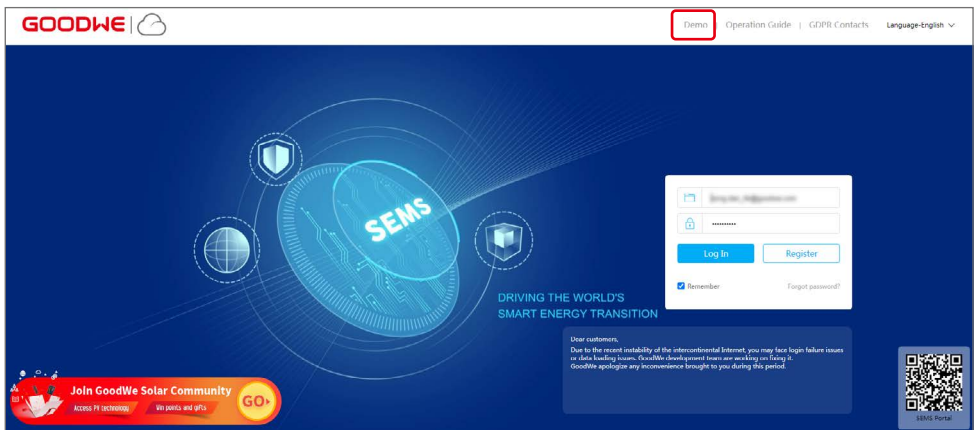 GOODWE
Demo | Operation Guide | GDPR Contacts Language-English
SEMS
Log In Register
Remember Forgot password?
DRIVING THE WORLD'S
SMART ENERGY TRANSITION
Dear customers,
Due to the recent instability of the intercontinental Internet, you may face login failure issues
or data loading issues. GoodWe development team are working on fixing it.
GoodWe apologize any inconvenience brought to you during this period.
Join GoodWe Solar Community
Access PV technology Win points and gifts
GO
SEMS Portal